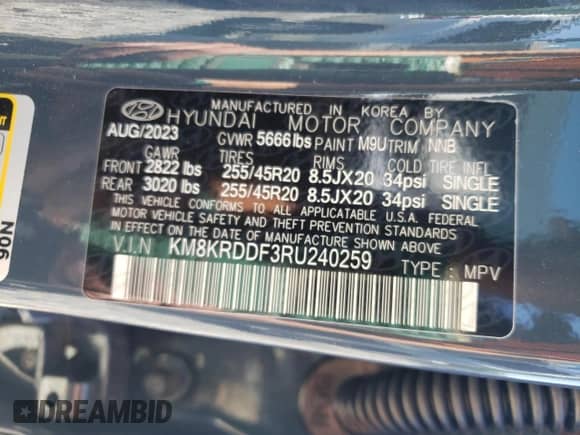 MANUFACTURED IN KOREA BY
HYUNDAI MOTOR COMPANY
AUG/2023 GVWR 5666 lbs PAINT M9U TRIM NNB
GAWR TIRES RIMS COLD TIRE INFL
FRONT 2822 lbs 255/45R20 8.5JX20 34psi SINGLE
REAR 3020 lbs 255/45R20 8.5JX20 34psi SINGLE
THIS VEHICLE CONFORMS TO ALL APPLICABLE U.S.A. FEDERAL
MOTOR VEHICLE SAFETY AND THEFT PREVENTION STANDARDS
IN EFFECT ON THE DATE OF MANUFACTURE SHOWN ABOVE.
V.I.N KM8KRDDF3RU240259 TYPE : MPV
90N
DREAMBID